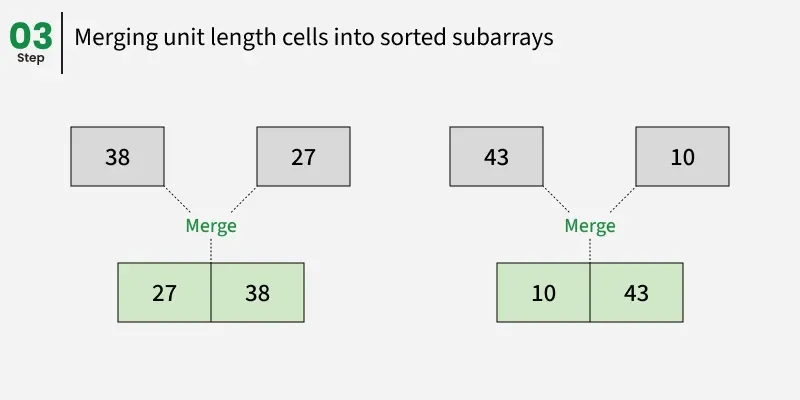 03
Step
Merging unit length cells into sorted subarrays
38 27 43 10
Merge Merge
27 38 10 43